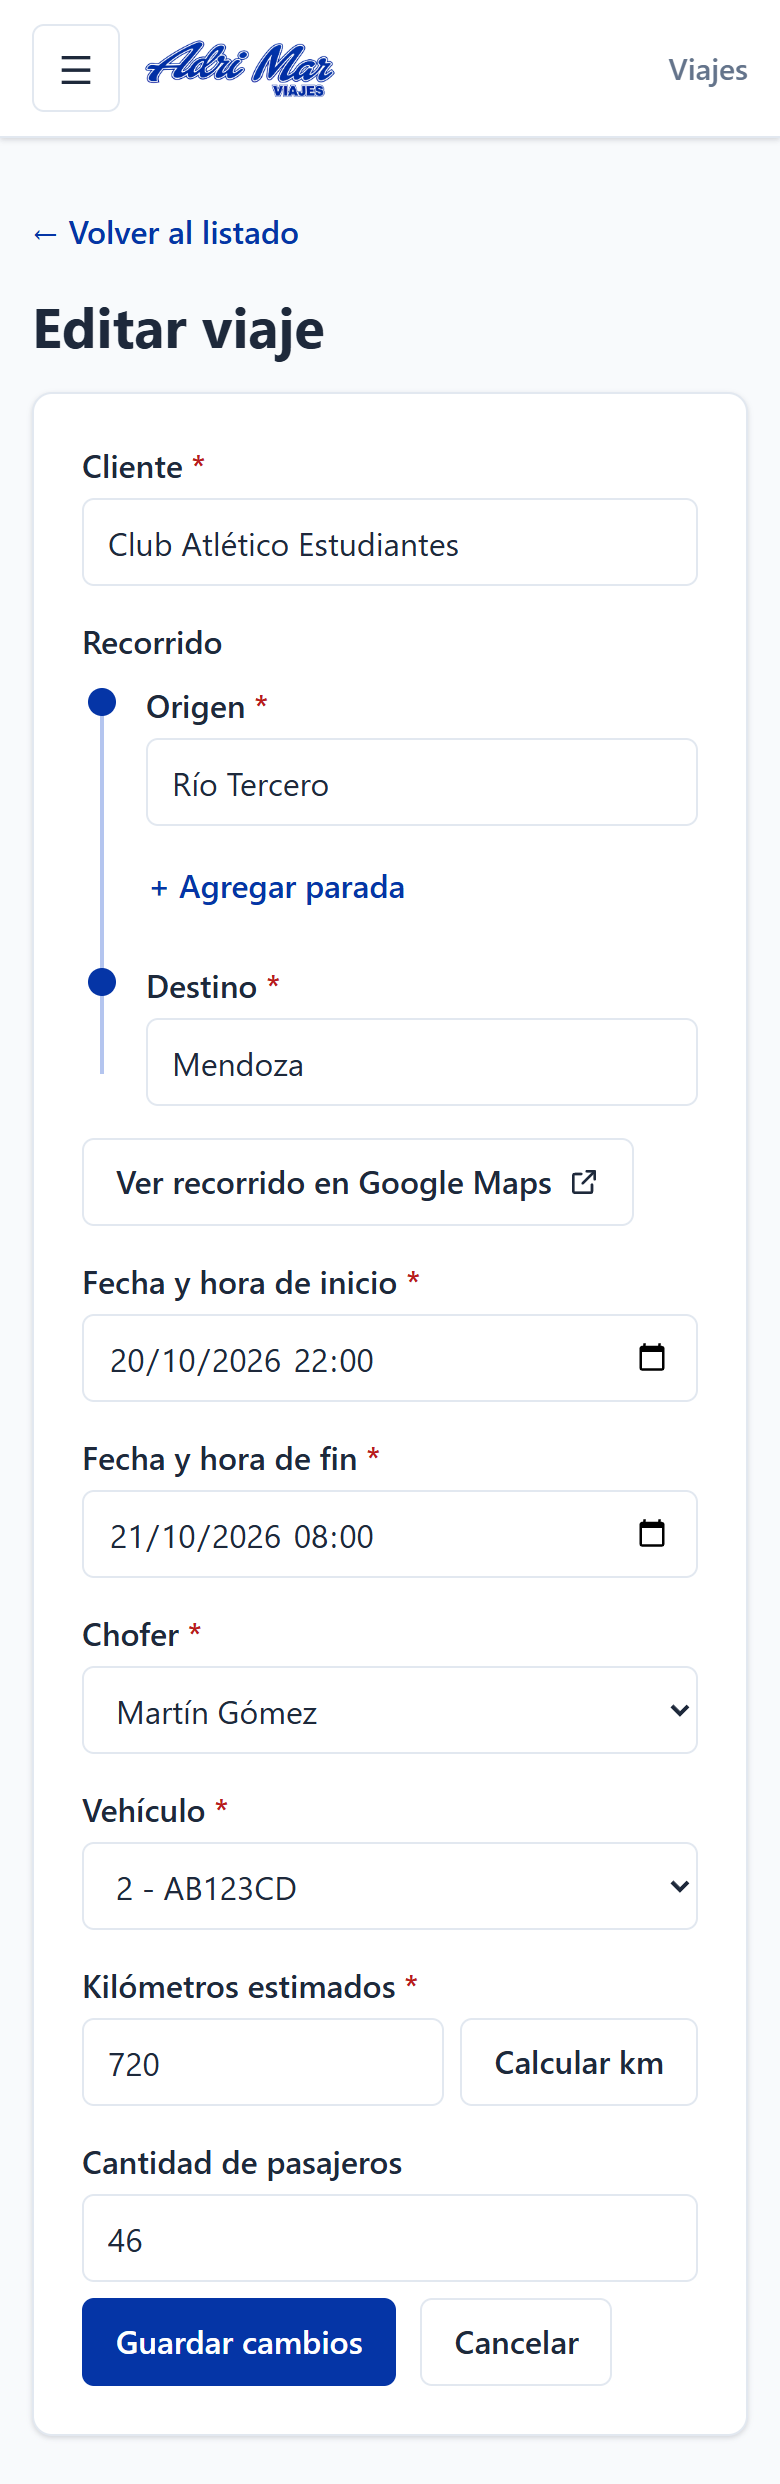 Adri Mar
VIAJES
Viajes
← Volver al listado
Editar viaje
Cliente *
Club Atlético Estudiantes
Recorrido
Origen *
Río Tercero
+ Agregar parada
Destino *
Mendoza
Ver recorrido en Google Maps
Fecha y hora de inicio *
20/10/2026 22:00
Fecha y hora de fin *
21/10/2026 08:00
Chofer *
Martín Gómez
Vehículo *
2 - AB123CD
Kilómetros estimados *
720 Calcular km
Cantidad de pasajeros
46
Guardar cambios Cancelar